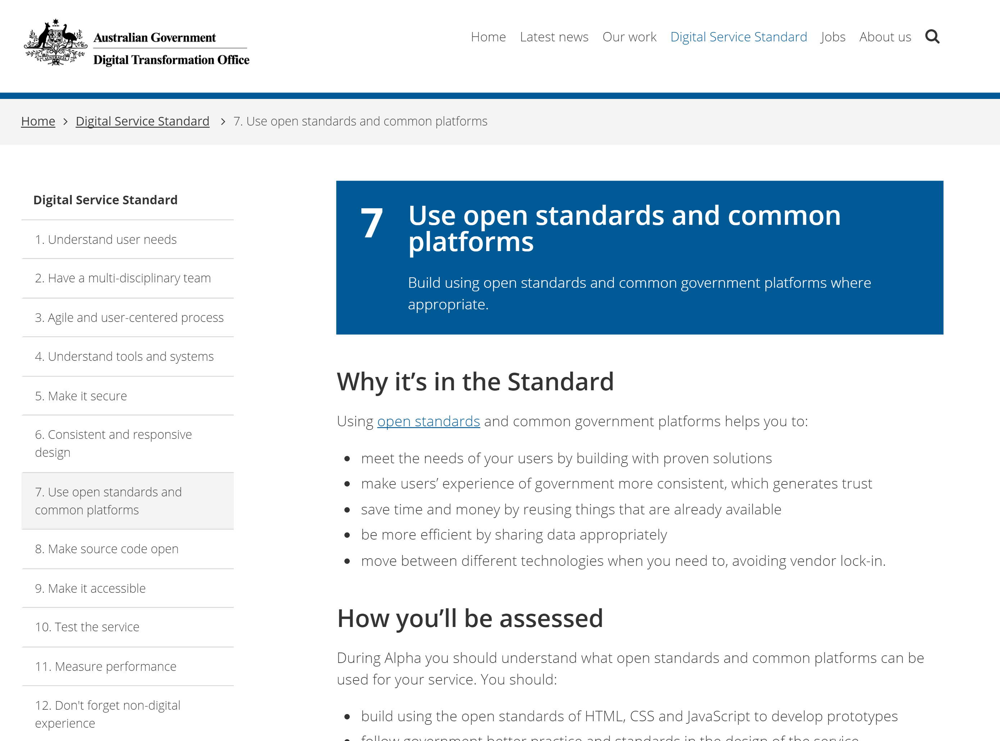 AUSTRALIA
Australian Government
Digital Transformation Office
Home Latest news Our work Digital Service Standard Jobs About us
Home > Digital Service Standard > 7. Use open standards and common platforms
Digital Service Standard
1. Understand user needs
2. Have a multi-disciplinary team
3. Agile and user-centered process
4. Understand tools and systems
5. Make it secure
6. Consistent and responsive
design
7. Use open standards and
common platforms
8. Make source code open
9. Make it accessible
10. Test the service
11. Measure performance
12. Don't forget non-digital
experience
7
Use open standards and common
platforms
Build using open standards and common government platforms where
appropriate.
Why it’s in the Standard
Using open standards and common government platforms helps you to:
• meet the needs of your users by building with proven solutions
• make users’ experience of government more consistent, which generates trust
• save time and money by reusing things that are already available
• be more efficient by sharing data appropriately
• move between different technologies when you need to, avoiding vendor lock-in.
How you’ll be assessed
During Alpha you should understand what open standards and common platforms can be
used for your service. You should:
• build using the open standards of HTML, CSS and JavaScript to develop prototypes
• follow government better practice and standards in the design of the service